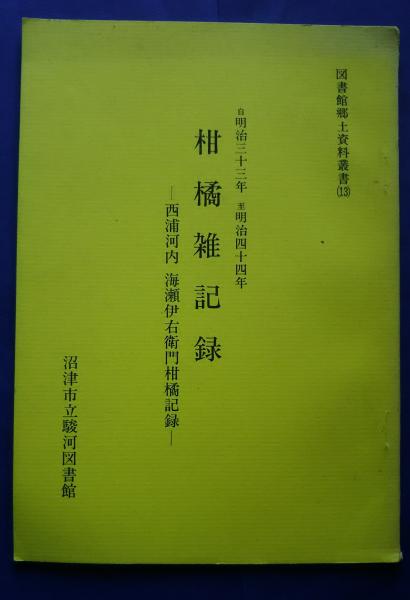 図書館郷土資料叢書(13)
自明治三十三年 至明治四十四年
柑橘雑記録
―西浦河内 海瀬伊右衛門柑橘記録―
沼津市立駿河図書館